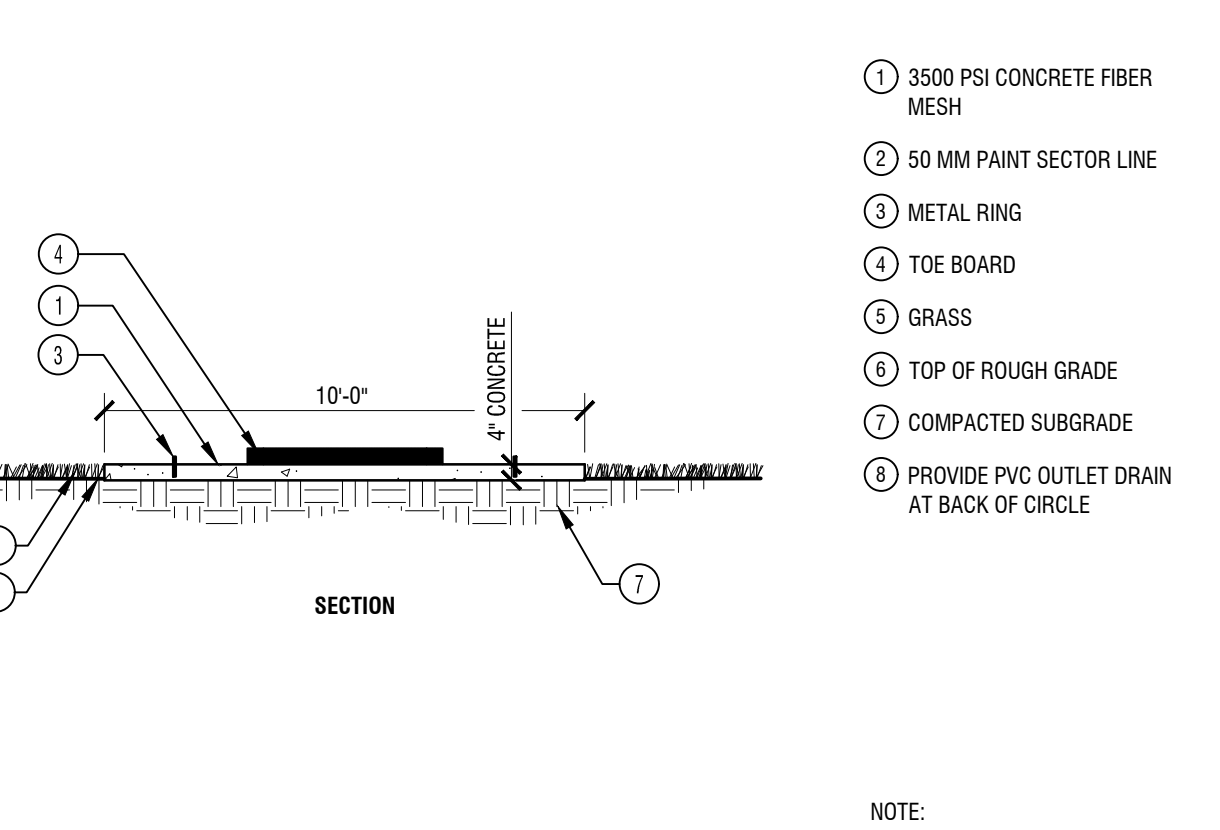 1 3500 PSI CONCRETE FIBER
MESH
2 50 MM PAINT SECTOR LINE
3 METAL RING
4 TOE BOARD
5 GRASS
6 TOP OF ROUGH GRADE
7 COMPACTED SUBGRADE
8 PROVIDE PVC OUTLET DRAIN
AT BACK OF CIRCLE
4
1
3
10'-0"
4" CONCRETE
7
SECTION
NOTE: